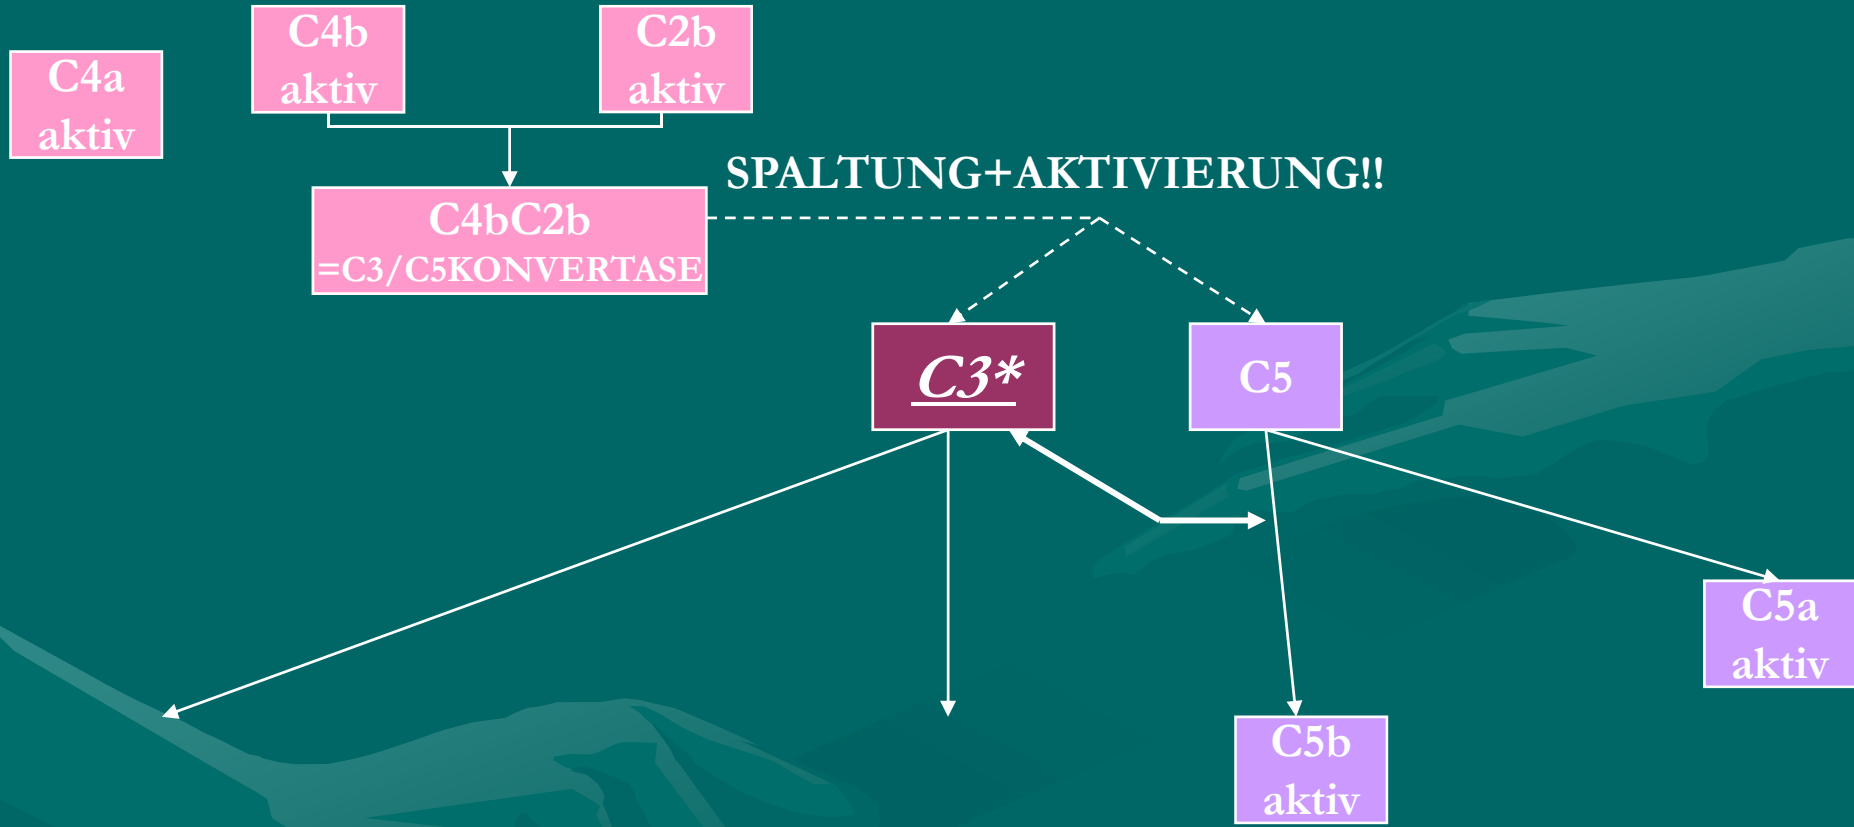 C4b
aktiv
C2b
aktiv
C4a
aktiv
SPALTUNG+AKTIVIERUNG!!
C4bC2b
=C3/C5KONVERTASE
C3*
C5
C5a
aktiv
C5b
aktiv